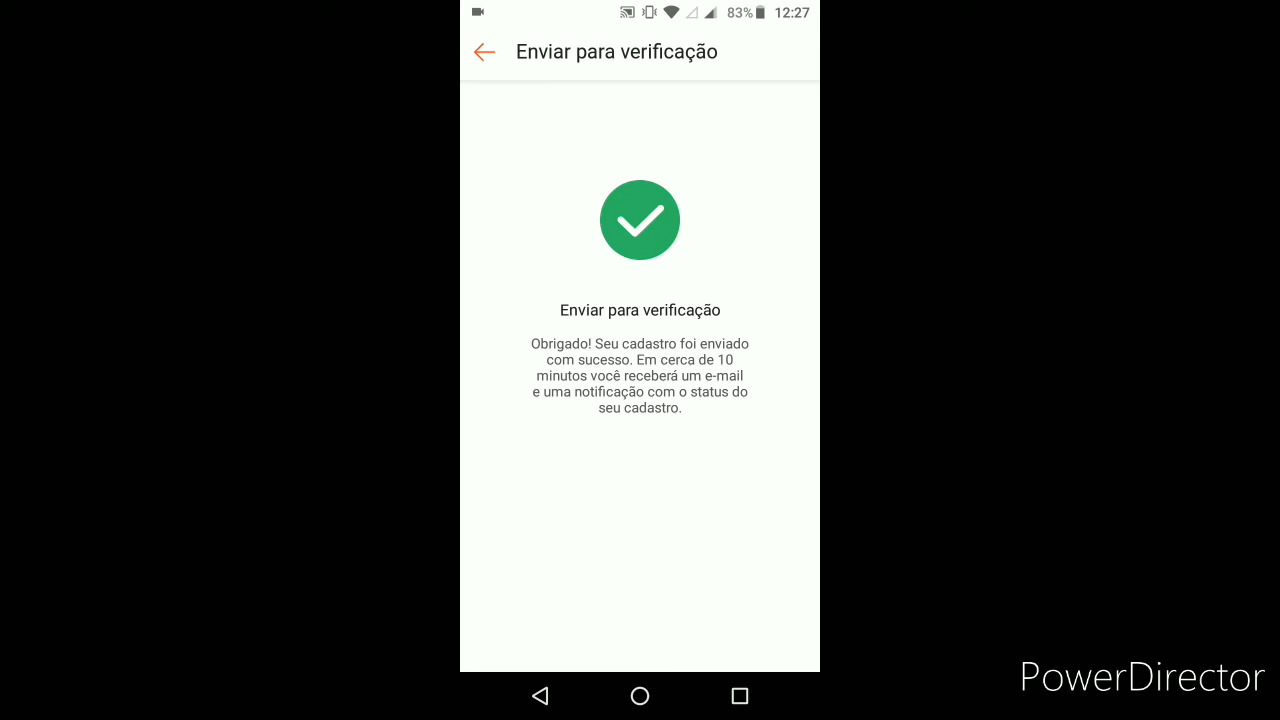 83% 12:27
Enviar para verificação
Enviar para verificação
Obrigado! Seu cadastro foi enviado
com sucesso. Em cerca de 10
minutos você receberá um e-mail
e uma notificação com o status do
seu cadastro.
PowerDirector